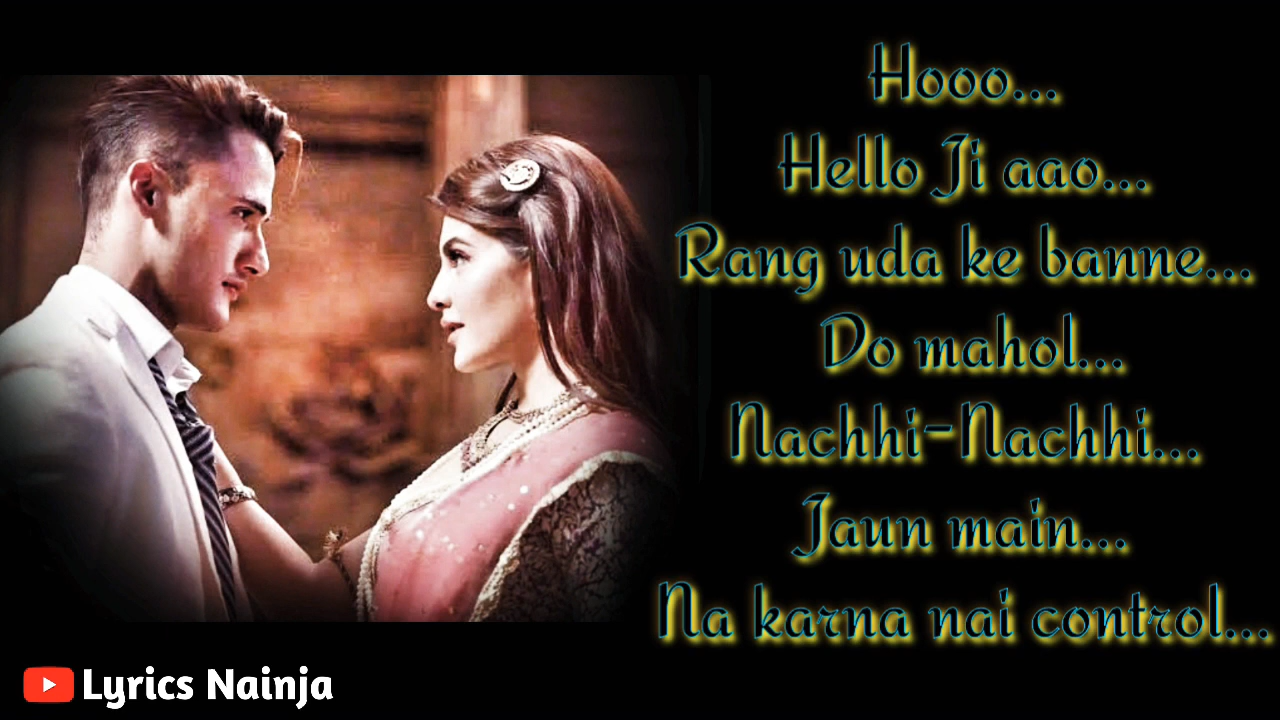 Hooo...
Hello Ji aao...
Rang uda ke banne...
Do mahol...
Nachhi-Nachhi...
Jaun main...
Na karna nai control...
Lyrics Nainja